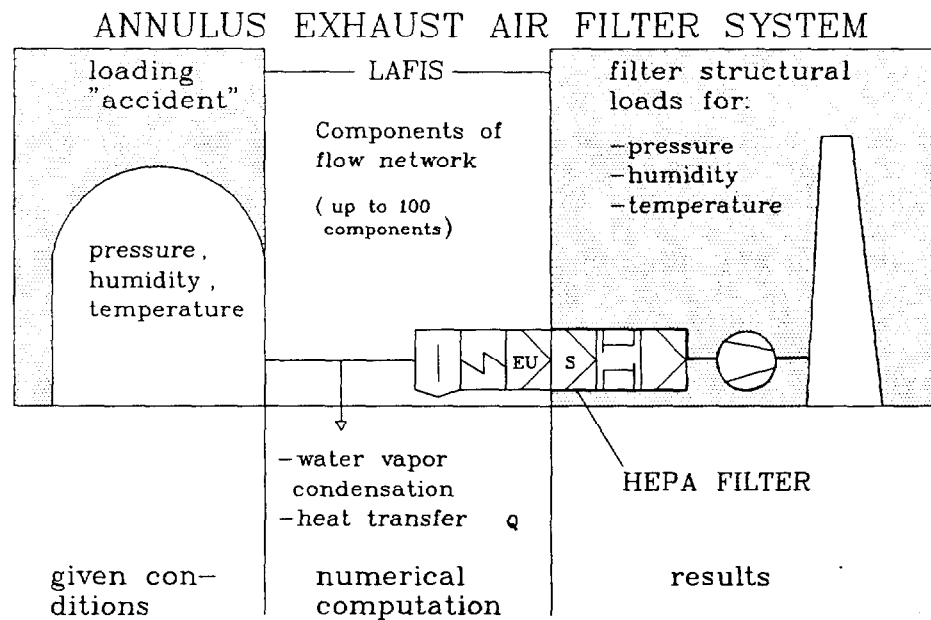 ANNULUS EXHAUST AIR FILTER SYSTEM
loading
"accident"
pressure,
humidity,
temperature
given con-
ditions
LAFIS
Components of
flow network
(up to 100
components)
EU
S
-water vapor
condensation
-heat transfer Q
numerical
computation
filter structural
loads for:
-pressure
-humidity
-temperature
HEPA FILTER
results